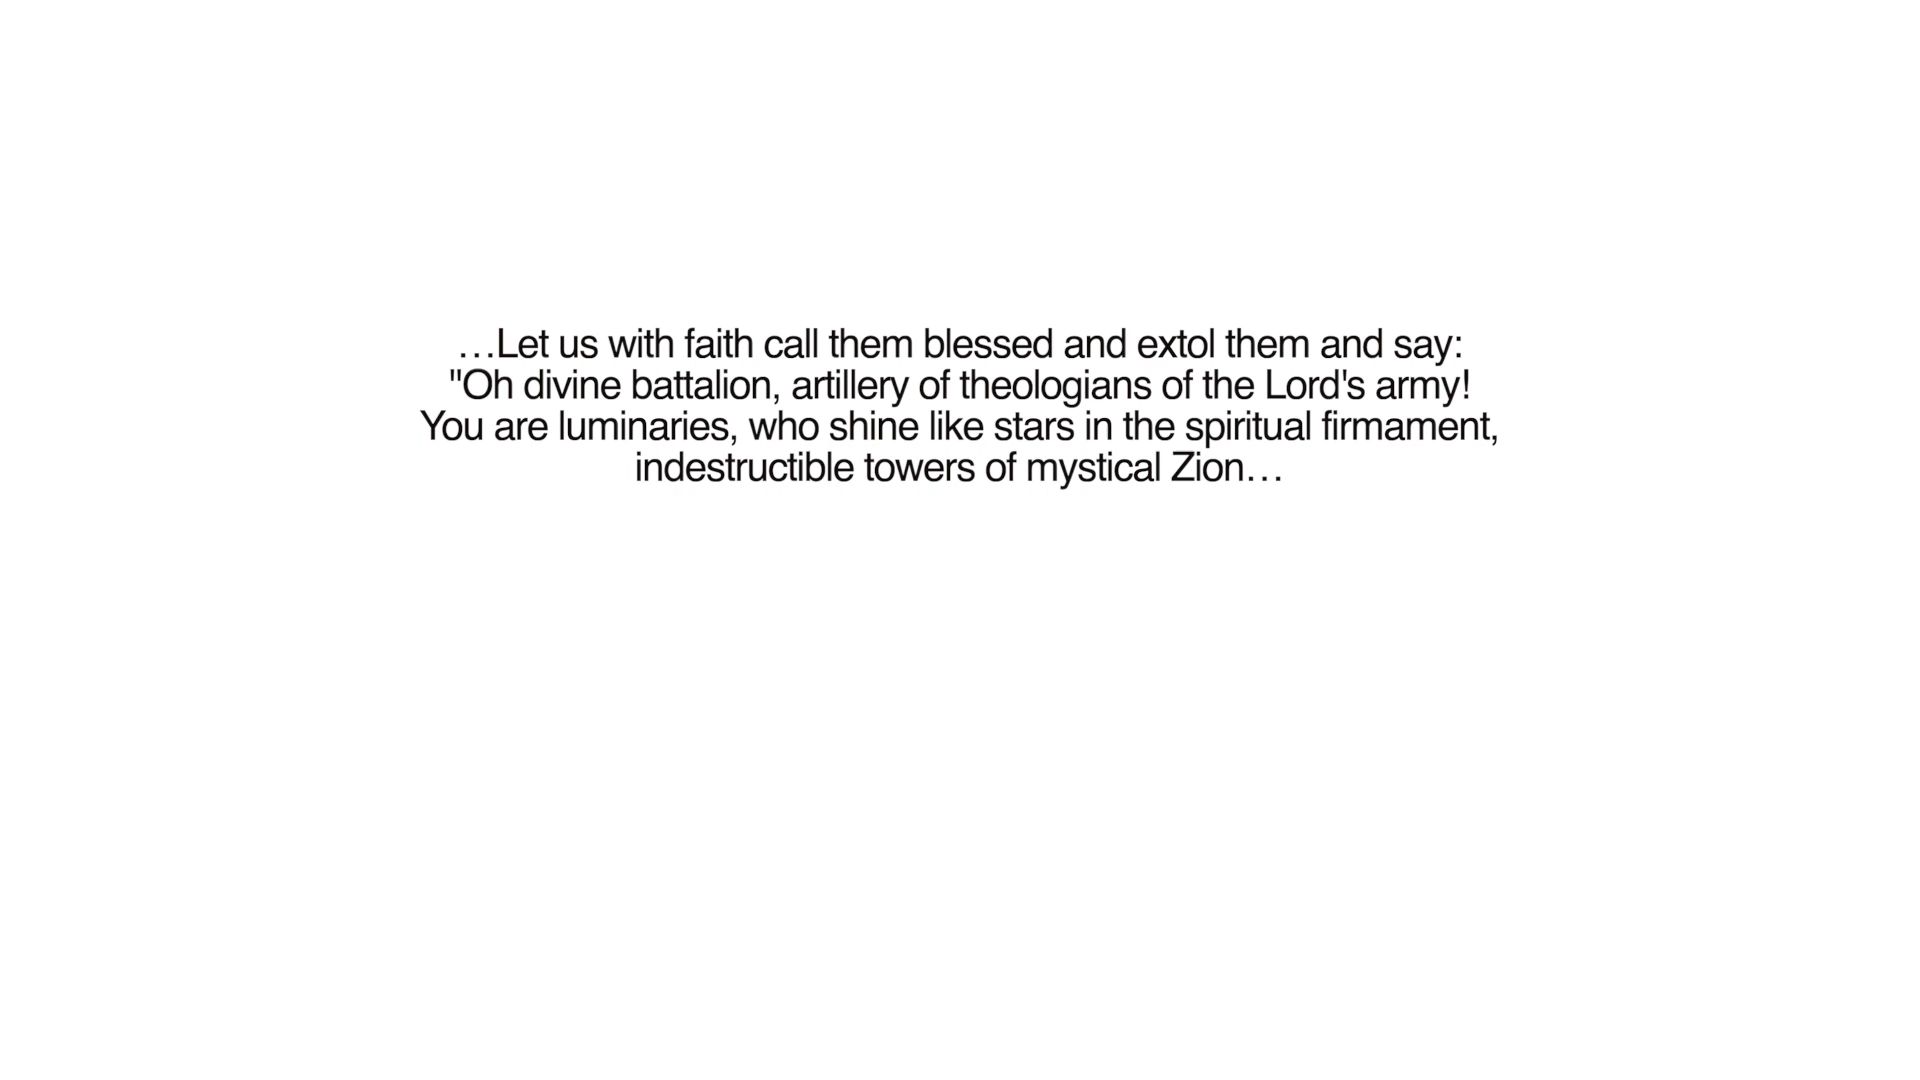 …Let us with faith call them blessed and extol them and say:
"Oh divine battalion, artillery of theologians of the Lord's army!
You are luminaries, who shine like stars in the spiritual firmament,
indestructible towers of mystical Zion…